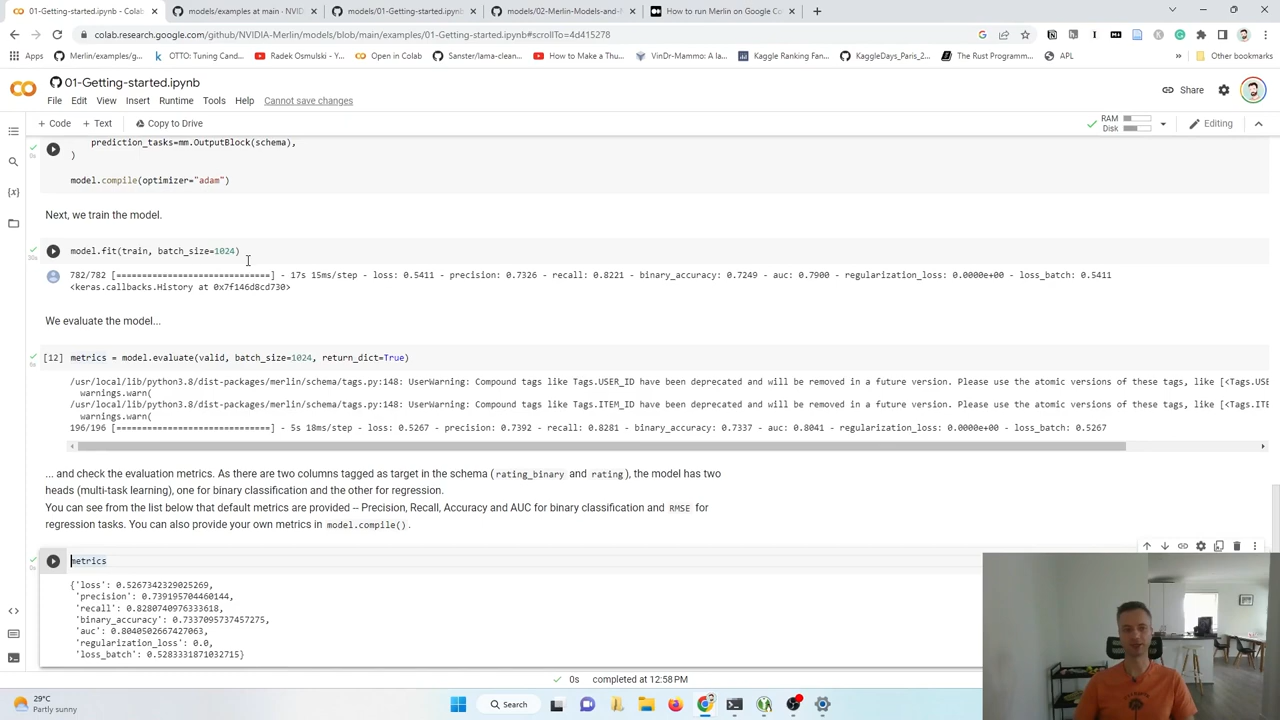 01-Getting-started.ipynb - Colab
models/examples at main · NVID
models/01-Getting-started.ipynb
models/02-Merlin-Models-and-
How to run Merlin on Google Co
colab.research.google.com/github/NVIDIA-Merlin/models/blob/main/examples/01-Getting-started.ipynb#scrollTo=4d415278
Merlin/examples/g...
OTTO: Tuning Cand...
Radek Osmulski - Y...
Open in Colab
Sanster/lama-clean...
How to Make a Thu...
VinDr-Mammo: A l...
Kaggle Ranking Fan...
KaggleDays_Paris_2...
The Rust Programm...
APL
»
Other bookmarks
01-Getting-started.ipynb
File Edit View Insert Runtime Tools Help Cannot save changes
Share
+ Code + Text Copy to Drive
RAM
Disk
Editing
prediction_tasks=mm.OutputBlock(schema),
)
model.compile(optimizer="adam")
Next, we train the model.
model.fit(train, batch_size=1024)
30s
782/782 [==============================] - 17s 15ms/step - loss: 0.5411 - precision: 0.7326 - recall: 0.8221 - binary_accuracy: 0.7249 - auc: 0.7900 - regularization_loss: 0.0000e+00 - loss_batch: 0.5411
<keras.callbacks.History at 0x7f146d8cd730>
We evaluate the model...
[12] metrics = model.evaluate(valid, batch_size=1024, return_dict=True)
/usr/local/lib/python3.8/dist-packages/merlin/schema/tags.py:148: UserWarning: Compound tags like Tags.USER_ID have been deprecated and will be removed in a future version. Please use the atomic versions of these tags, like [<Tags.USE
warnings.warn(
/usr/local/lib/python3.8/dist-packages/merlin/schema/tags.py:148: UserWarning: Compound tags like Tags.ITEM_ID have been deprecated and will be removed in a future version. Please use the atomic versions of these tags, like [<Tags.ITE
warnings.warn(
196/196 [==============================] - 5s 18ms/step - loss: 0.5267 - precision: 0.7392 - recall: 0.8281 - binary_accuracy: 0.7337 - auc: 0.8041 - regularization_loss: 0.0000e+00 - loss_batch: 0.5267
... and check the evaluation metrics. As there are two columns tagged as target in the schema (rating_binary and rating), the model has two
heads (multi-task learning), one for binary classification and the other for regression.
You can see from the list below that default metrics are provided -- Precision, Recall, Accuracy and AUC for binary classification and RMSE for
regression tasks. You can also provide your own metrics in model.compile().
metrics
{'loss': 0.5267342329025269,
'precision': 0.739195704460144,
'recall': 0.8280740976333618,
'binary_accuracy': 0.7337095737457275,
'auc': 0.8040502667427063,
'regularization_loss': 0.0,
'loss_batch': 0.5283331871032715}
0s completed at 12:58 PM
29°C
Partly sunny
Search